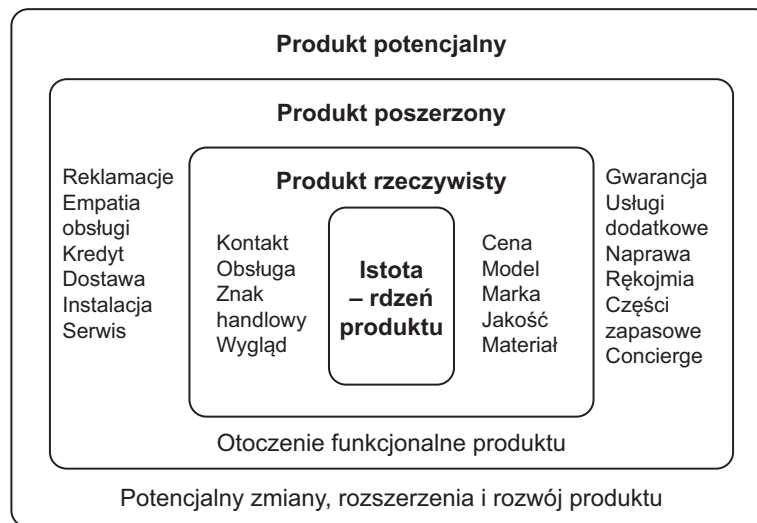 Produkt potencjalny
Produkt poszerzony
Reklamacje
Empatia
obsługi
Kredyt
Dostawa
Instalacja
Serwis
Produkt rzeczywisty
Kontakt
Obsługa
Znak
handlowy
Wygląd
Istota
– rdzeń
produktu
Cena
Model
Marka
Jakość
Materiał
Gwarancja
Usługi
dodatkowe
Naprawa
Rękojmia
Części
zapasowe
Concierge
Otoczenie funkcjonalne produktu
Potencjalny zmiany, rozszerzenia i rozwój produktu